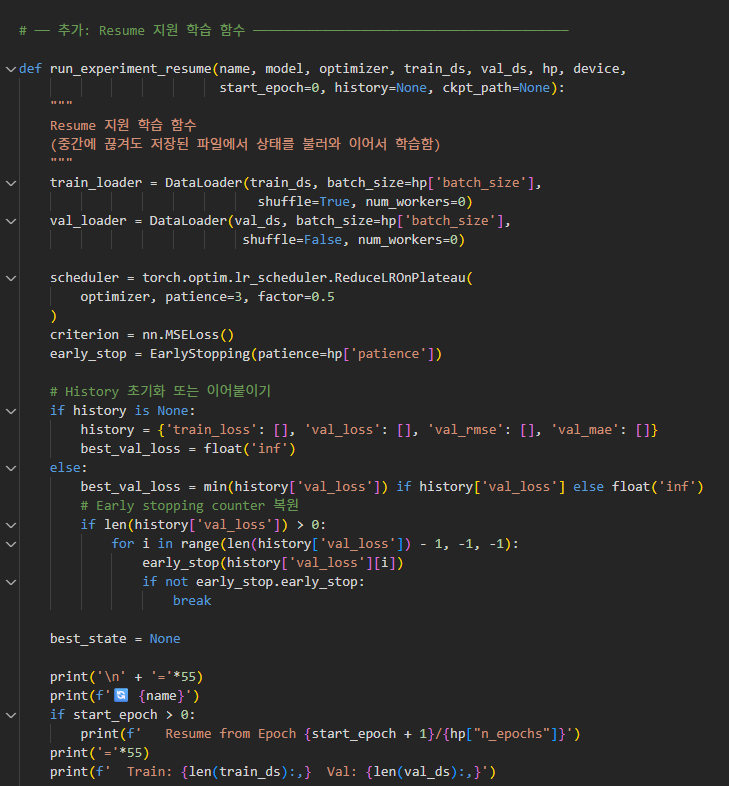 # ── 추가: Resume 지원 학습 함수 ──────────────────────────────────────────
def run_experiment_resume(name, model, optimizer, train_ds, val_ds, hp, device,
                          start_epoch=0, history=None, ckpt_path=None):
    """
    Resume 지원 학습 함수
    (중간에 끊겨도 저장된 파일에서 상태를 불러와 이어서 학습함)
    """
    train_loader = DataLoader(train_ds, batch_size=hp['batch_size'],
                               shuffle=True, num_workers=0)
    val_loader = DataLoader(val_ds, batch_size=hp['batch_size'],
                             shuffle=False, num_workers=0)
    scheduler = torch.optim.lr_scheduler.ReduceLROnPlateau(
        optimizer, patience=3, factor=0.5
    )
    criterion = nn.MSELoss()
    early_stop = EarlyStopping(patience=hp['patience'])
    # History 초기화 또는 이어붙이기
    if history is None:
        history = {'train_loss': [], 'val_loss': [], 'val_rmse': [], 'val_mae': []}
        best_val_loss = float('inf')
    else:
        best_val_loss = min(history['val_loss']) if history['val_loss'] else float('inf')
        # Early stopping counter 복원
        if len(history['val_loss']) > 0:
            for i in range(len(history['val_loss']) - 1, -1, -1):
                early_stop(history['val_loss'][i])
                if not early_stop.early_stop:
                    break
    best_state = None
    print('\n' + '='*55)
    print(f'🔄 {name}')
    if start_epoch > 0:
        print(f'   Resume from Epoch {start_epoch + 1}/{hp["n_epochs"]}')
    print('='*55)
    print(f'  Train: {len(train_ds):,}  Val: {len(val_ds):,}')